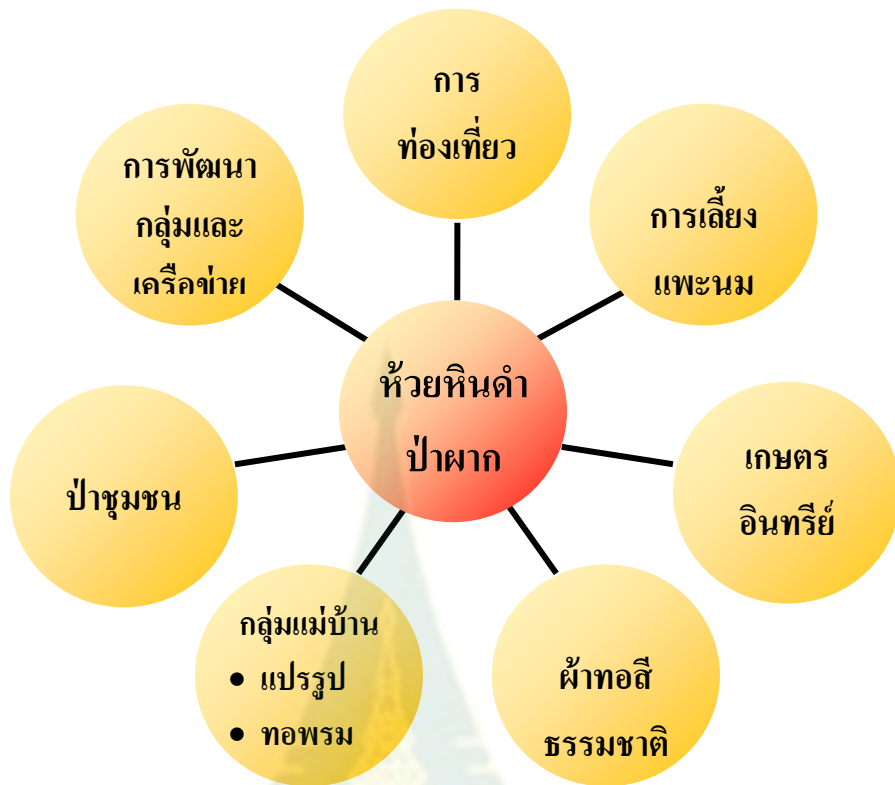 การ
ท่องเที่ยว
การเลี้ยง
แพะนม
เกษตร
อินทรีย์
ผ้าทอสี
ธรรมชาติ
กลุ่มแม่บ้าน
• แปรรูป
• ทอพรม
ป่าชุมชน
การพัฒนา
กลุ่มและ
เครือข่าย
ห้วยหินดำ
ป่าผาก